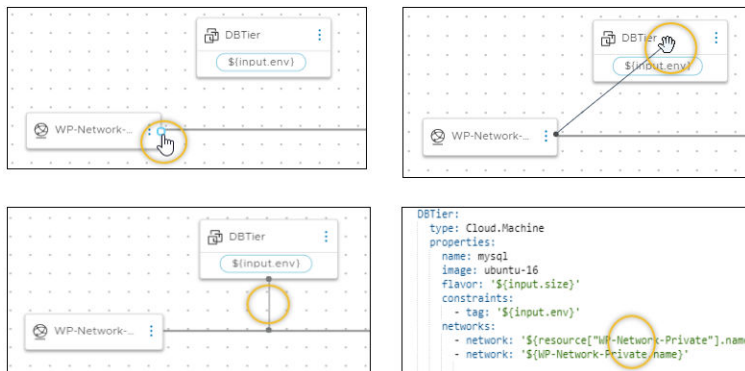 DBTier
${input.env}
WP-Network-...
DBTier
${input.env}
WP-Network-...
DBTier
${input.env}
WP-Network-...
DBTier:
type: Cloud.Machine
properties:
name: mysql
image: ubuntu-16
flavor: '${input.size}'
constraints:
- tag: '${input.env}'
networks:
- network: '${resource["WP-Network-Private"].name
- network: '${WP-Network-Private.name}'